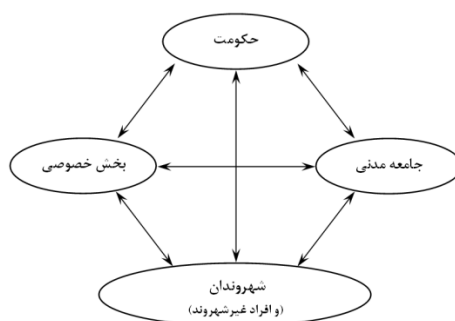 حکومت
جامعه مدنی
بخش خصوصی
شهروندان
(و افراد غیرشهروند)